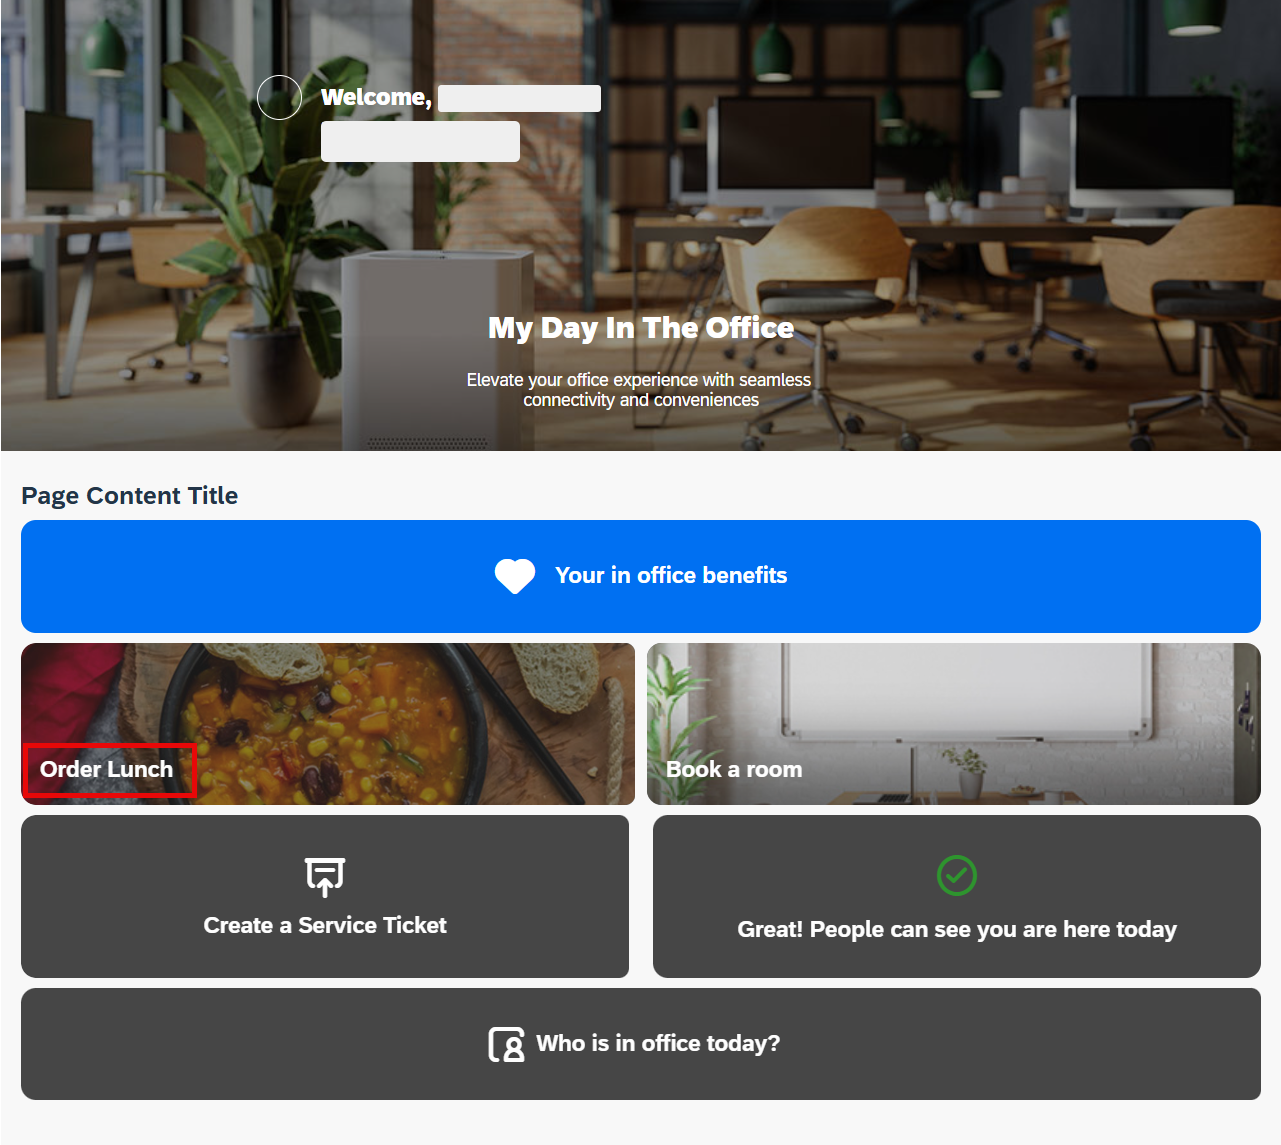 Welcome,
My Day In The Office
Elevate your office experience with seamless
connectivity and conveniences
Page Content Title
Your in office benefits
Order Lunch
Book a room
Create a Service Ticket
Great! People can see you are here today
Who is in office today?